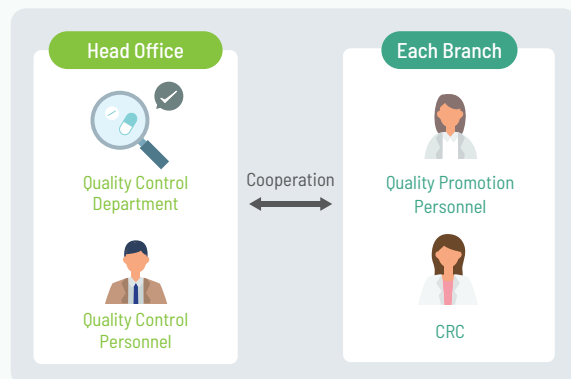 Head Office
Quality Control
Department
Quality Control
Personnel
Cooperation
Each Branch
Quality Promotion
Personnel
CRC